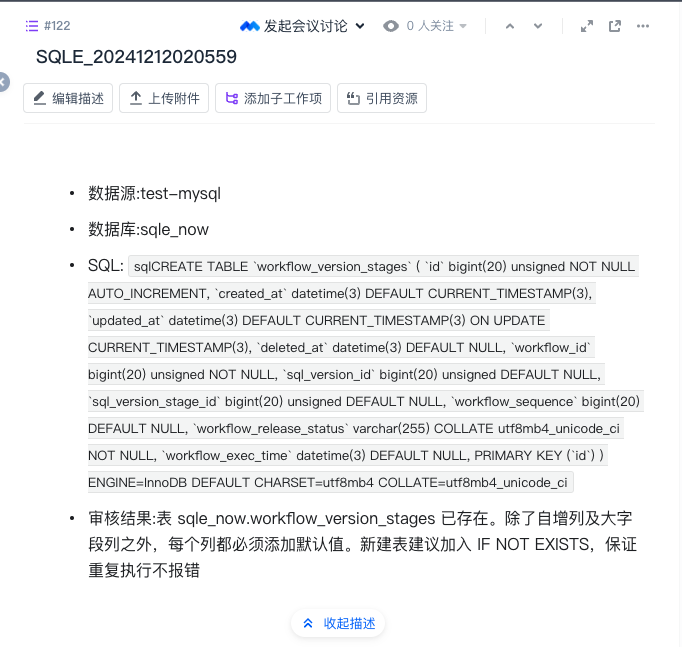 #122 发起会议讨论 0 人关注
SQLE_20241212020559
编辑描述 上传附件 添加子工作项 引用资源
• 数据源:test-mysql
• 数据库:sqle_now
• SQL: sqlCREATE TABLE `workflow_version_stages` ( `id` bigint(20) unsigned NOT NULL
AUTO_INCREMENT, `created_at` datetime(3) DEFAULT CURRENT_TIMESTAMP(3),
`updated_at` datetime(3) DEFAULT CURRENT_TIMESTAMP(3) ON UPDATE
CURRENT_TIMESTAMP(3), `deleted_at` datetime(3) DEFAULT NULL, `workflow_id`
bigint(20) unsigned NOT NULL, `sql_version_id` bigint(20) unsigned DEFAULT NULL,
`sql_version_stage_id` bigint(20) unsigned DEFAULT NULL, `workflow_sequence` bigint(20)
DEFAULT NULL, `workflow_release_status` varchar(255) COLLATE utf8mb4_unicode_ci
NOT NULL, `workflow_exec_time` datetime(3) DEFAULT NULL, PRIMARY KEY (`id`) )
ENGINE=InnoDB DEFAULT CHARSET=utf8mb4 COLLATE=utf8mb4_unicode_ci
• 审核结果:表 sqle_now.workflow_version_stages 已存在。除了自增列及大字
段列之外，每个列都必须添加默认值。新建表建议加入 IF NOT EXISTS，保证
重复执行不报错
收起描述